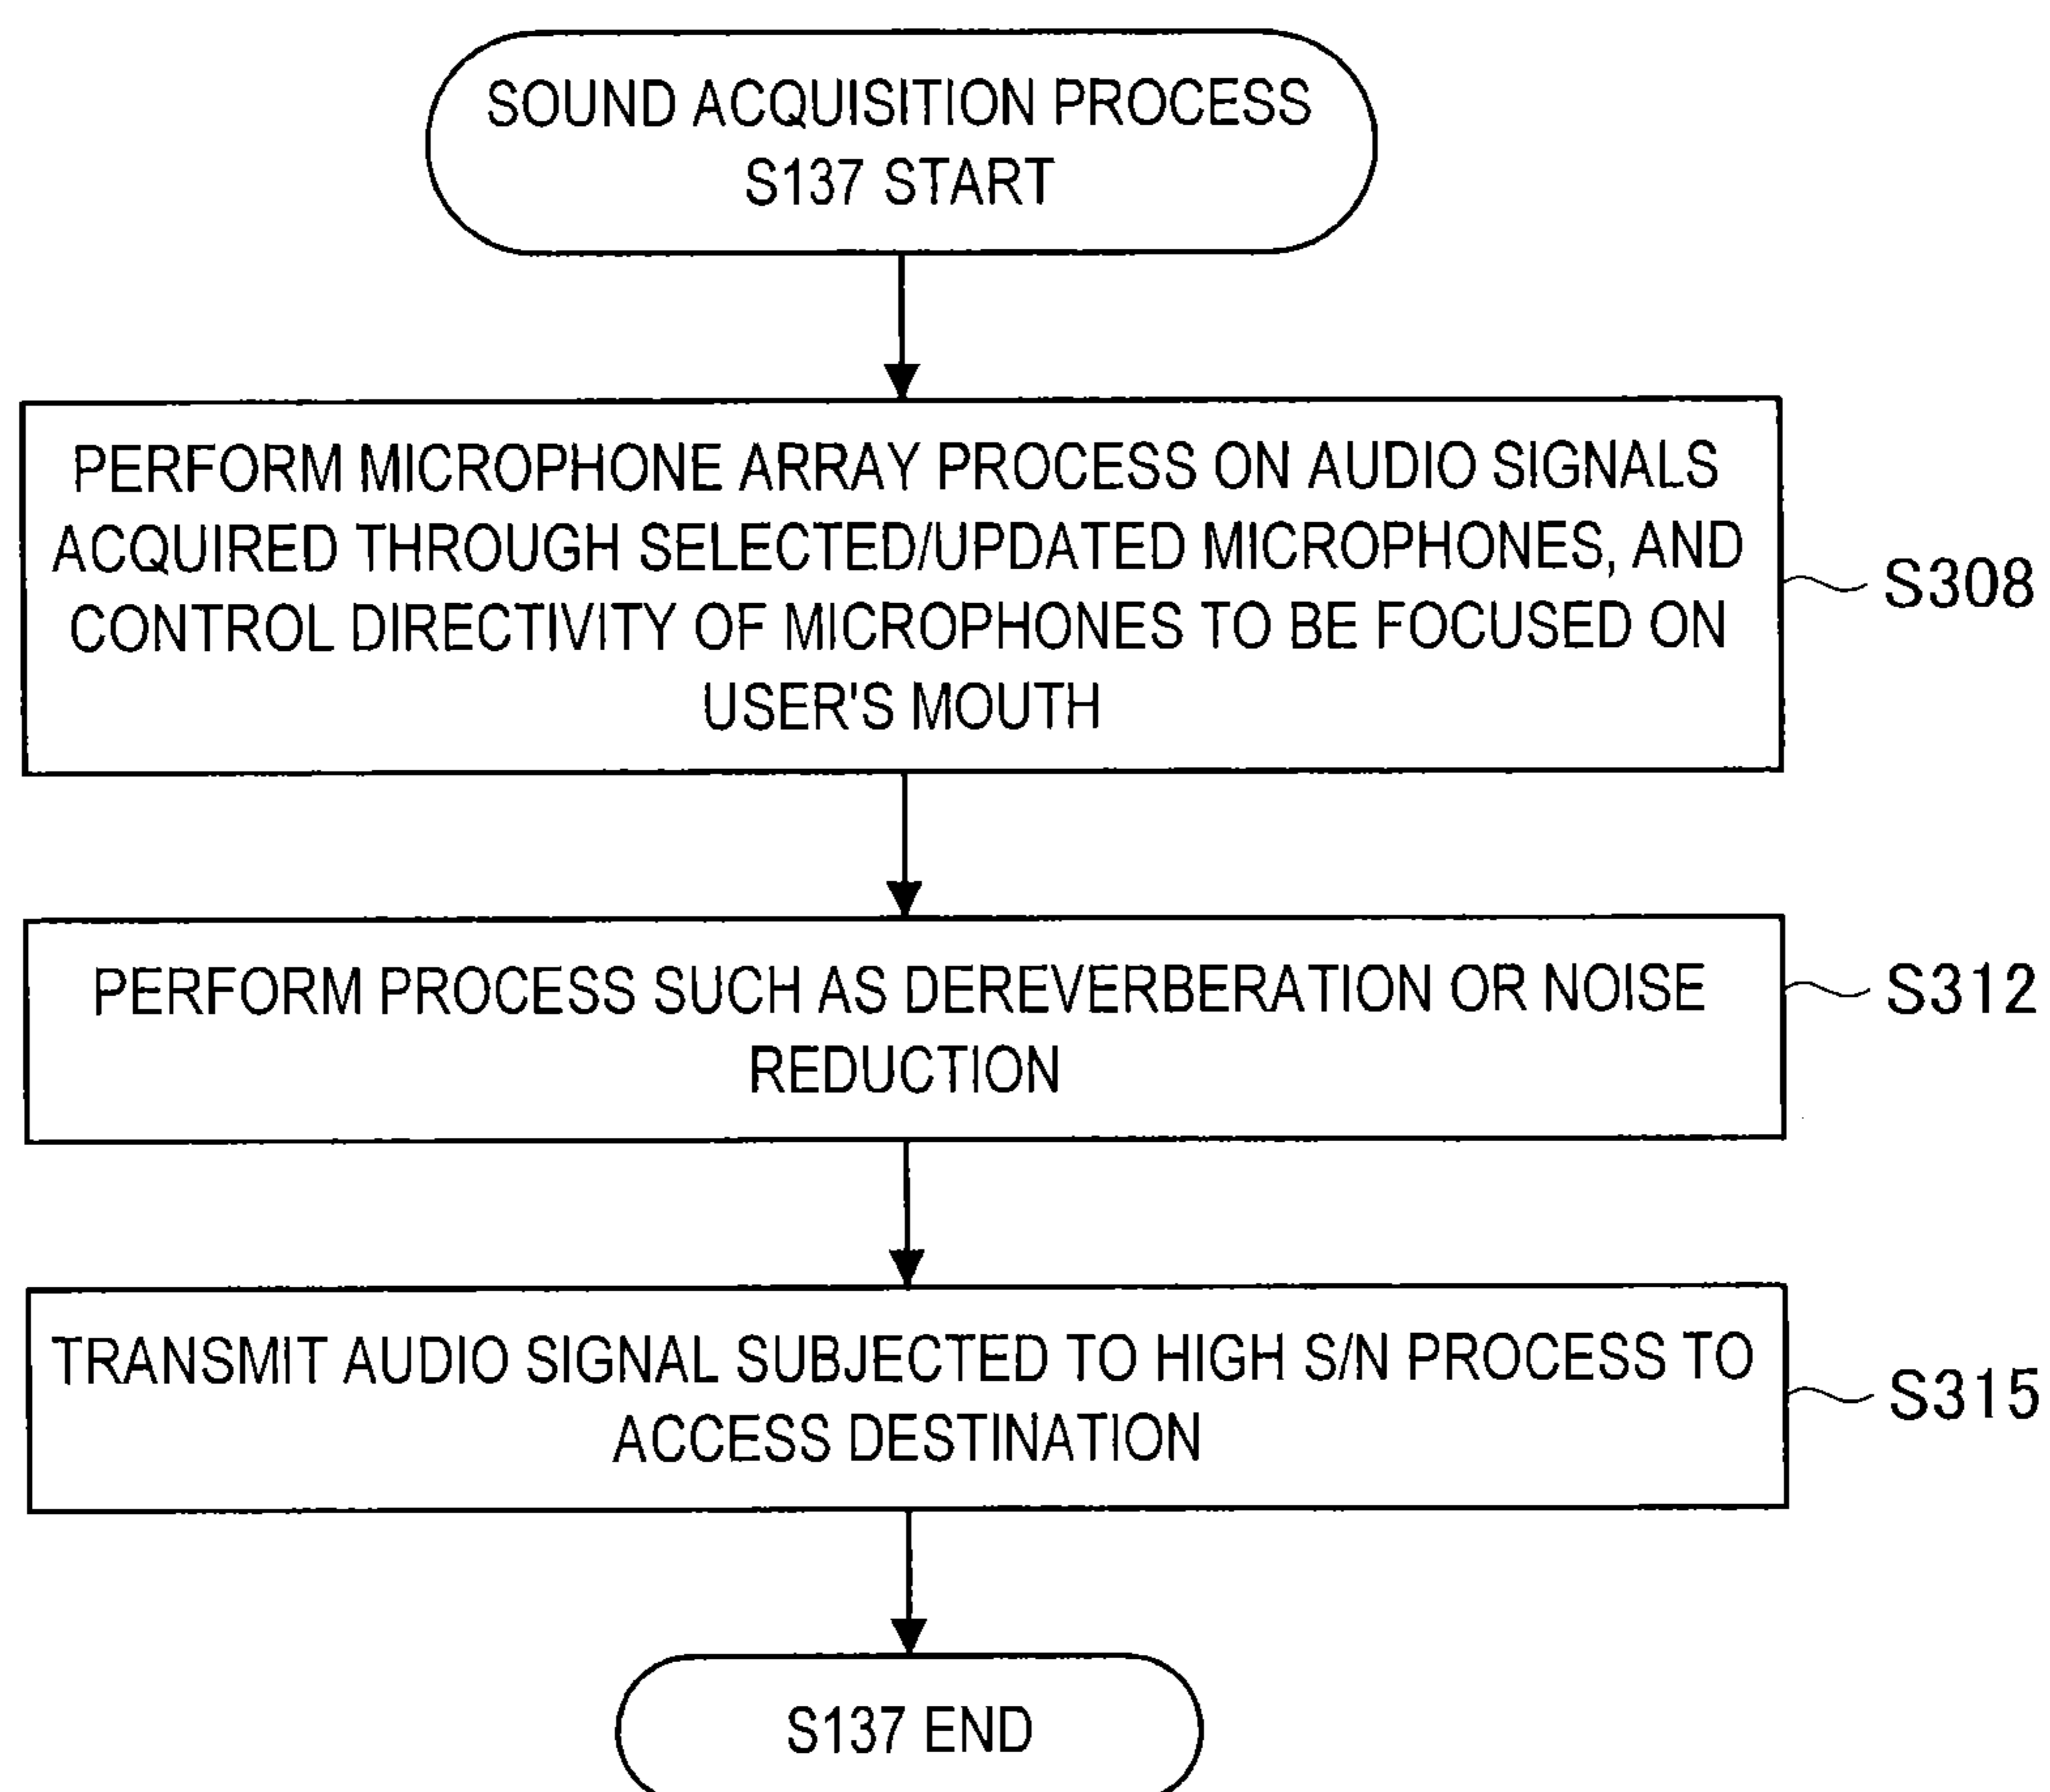 SOUND ACQUISITION PROCESS
S137 START
PERFORM MICROPHONE ARRAY PROCESS ON AUDIO SIGNALS
ACQUIRED THROUGH SELECTED/UPDATED MICROPHONES, AND
CONTROL DIRECTIVITY OF MICROPHONES TO BE FOCUSED ON
USER'S MOUTH
S308
PERFORM PROCESS SUCH AS DEREVERBERATION OR NOISE
REDUCTION
S312
TRANSMIT AUDIO SIGNAL SUBJECTED TO HIGH S/N PROCESS TO
ACCESS DESTINATION
S315
S137 END